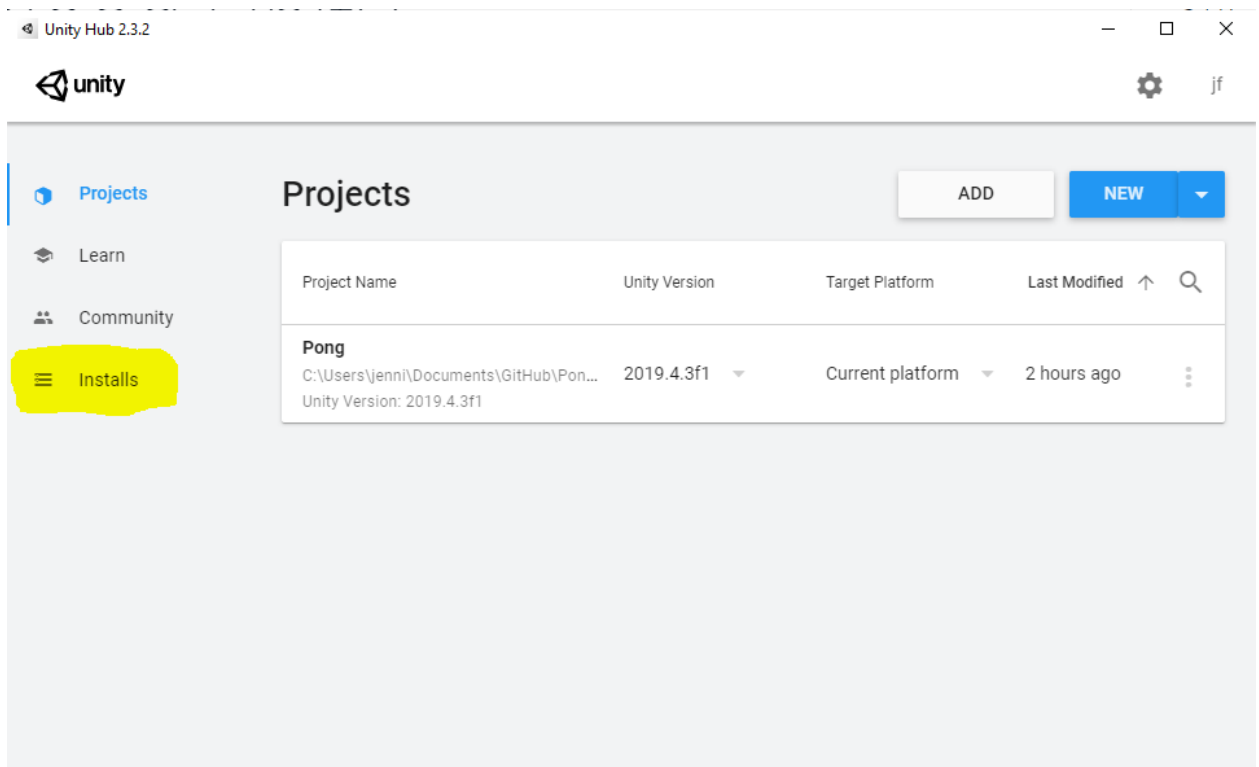 Unity Hub 2.3.2
unity
jf
Projects
Learn
Community
Installs
Projects
ADD
NEW
Project Name
Unity Version
Target Platform
Last Modified
Pong
C:\Users\jenni\Documents\GitHub\Pon...
Unity Version: 2019.4.3f1
2019.4.3f1
Current platform
2 hours ago